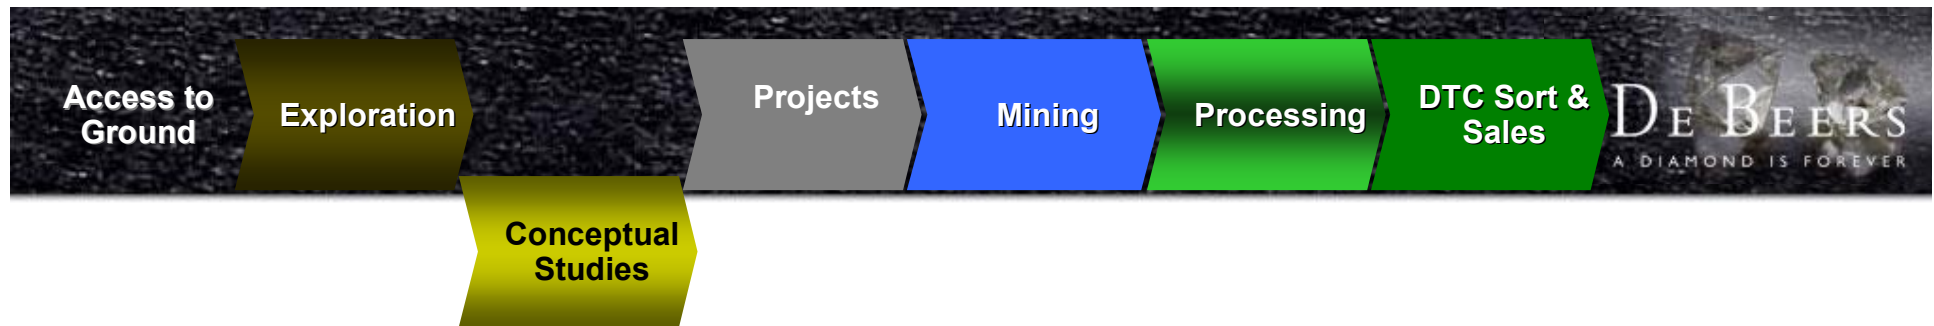 Access to
Ground
Exploration
Conceptual
Studies
Projects
Mining
Processing
DTC Sort &
Sales
DE BEERS
A DIAMOND IS FOREVER